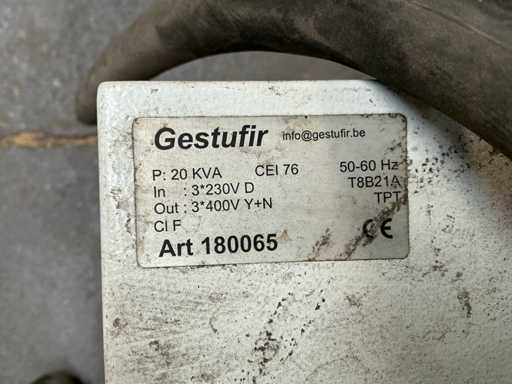 Gestufir info@gestufir.be
P: 20 KVA CEI 76 50-60 Hz
In : 3*230V D T8B21A
Out : 3*400V Y+N TPT
Cl F
Art 180065 CE